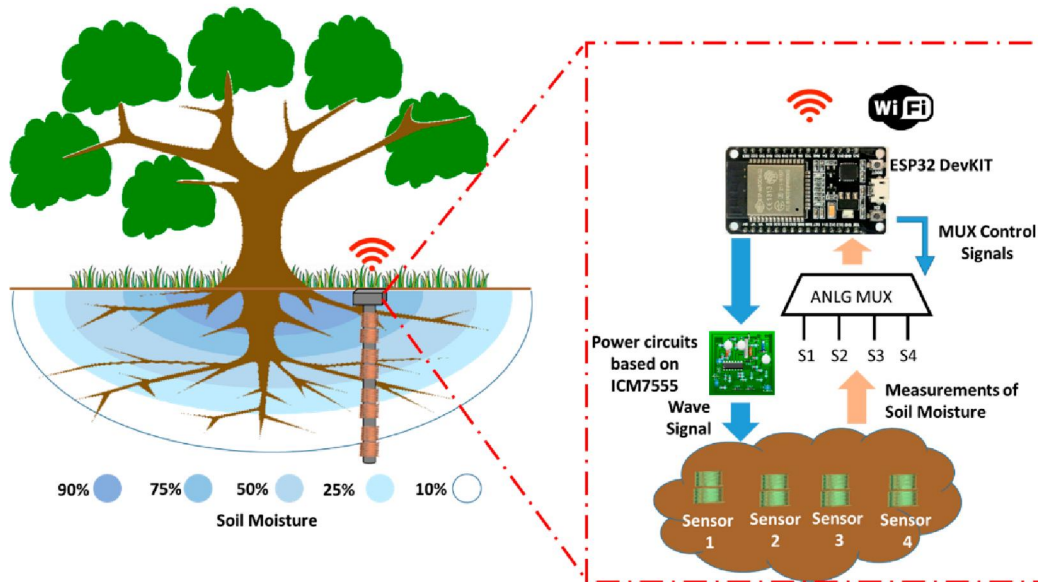 WiFi
ESP32 DevKIT
MUX Control
Signals
ANLG MUX
S1 S2 S3 S4
Power circuits
based on
ICM7555
Wave
Signal
Measurements of
Soil Moisture
90% 75% 50% 25% 10%
Soil Moisture
Sensor
1
Sensor
2
Sensor
3
Sensor
4